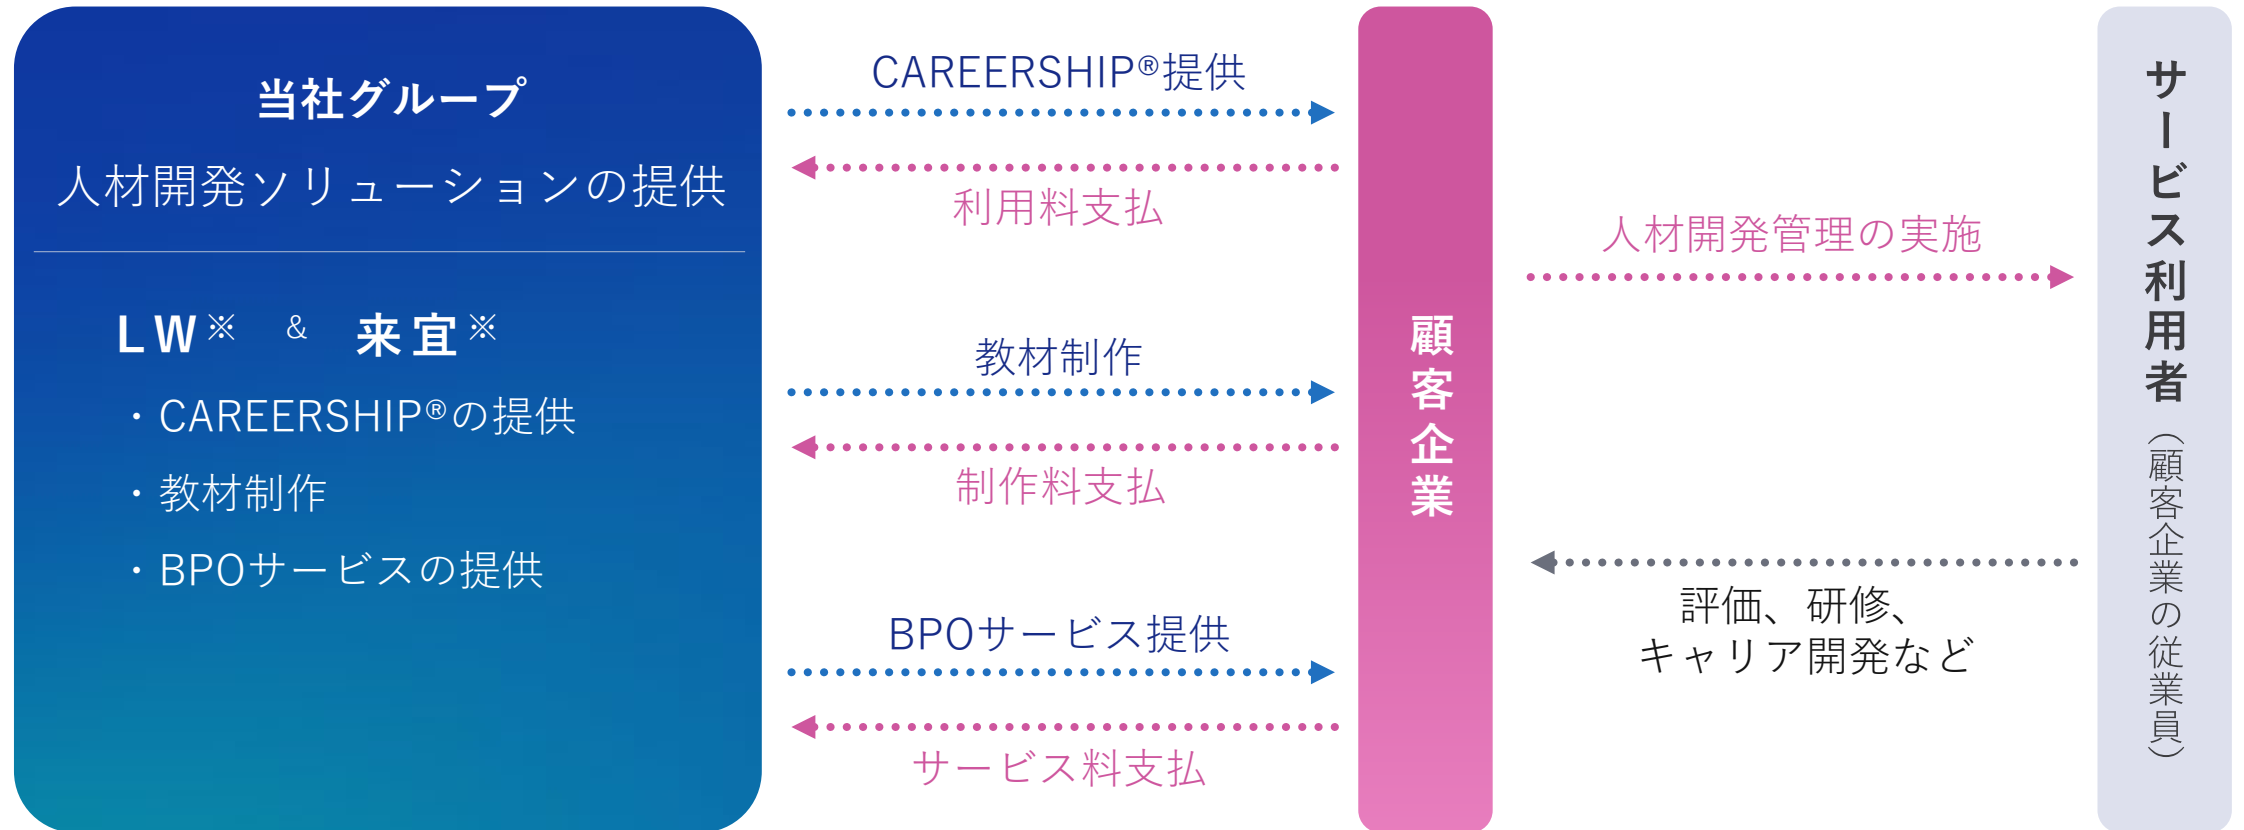 当社グループ
人材開発ソリューションの提供
LW※ & 来宜※
・CAREERSHIP®の提供
・教材制作
・BPOサービスの提供
CAREERSHIP®提供
利用料支払
教材制作
制作料支払
BPOサービス提供
サービス料支払
顧客企業
人材開発管理の実施
評価、研修、
キャリア開発など
サービス利用者（顧客企業の従業員）